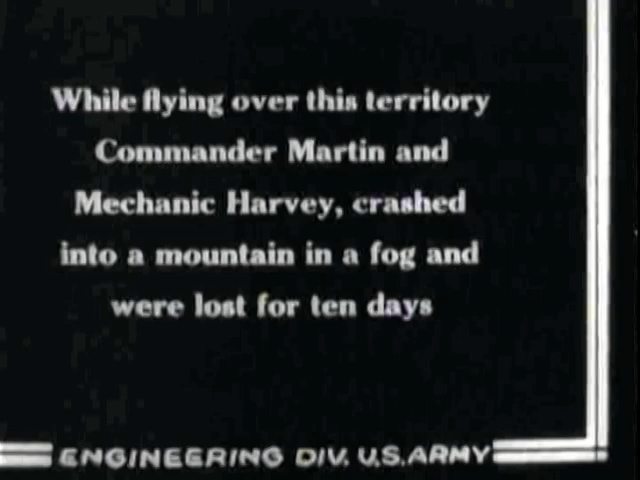 While flying over this territory
Commander Martin and
Mechanic Harvey, crashed
into a mountain in a fog and
were lost for ten days
ENGINEERING DIV. U.S.ARMY